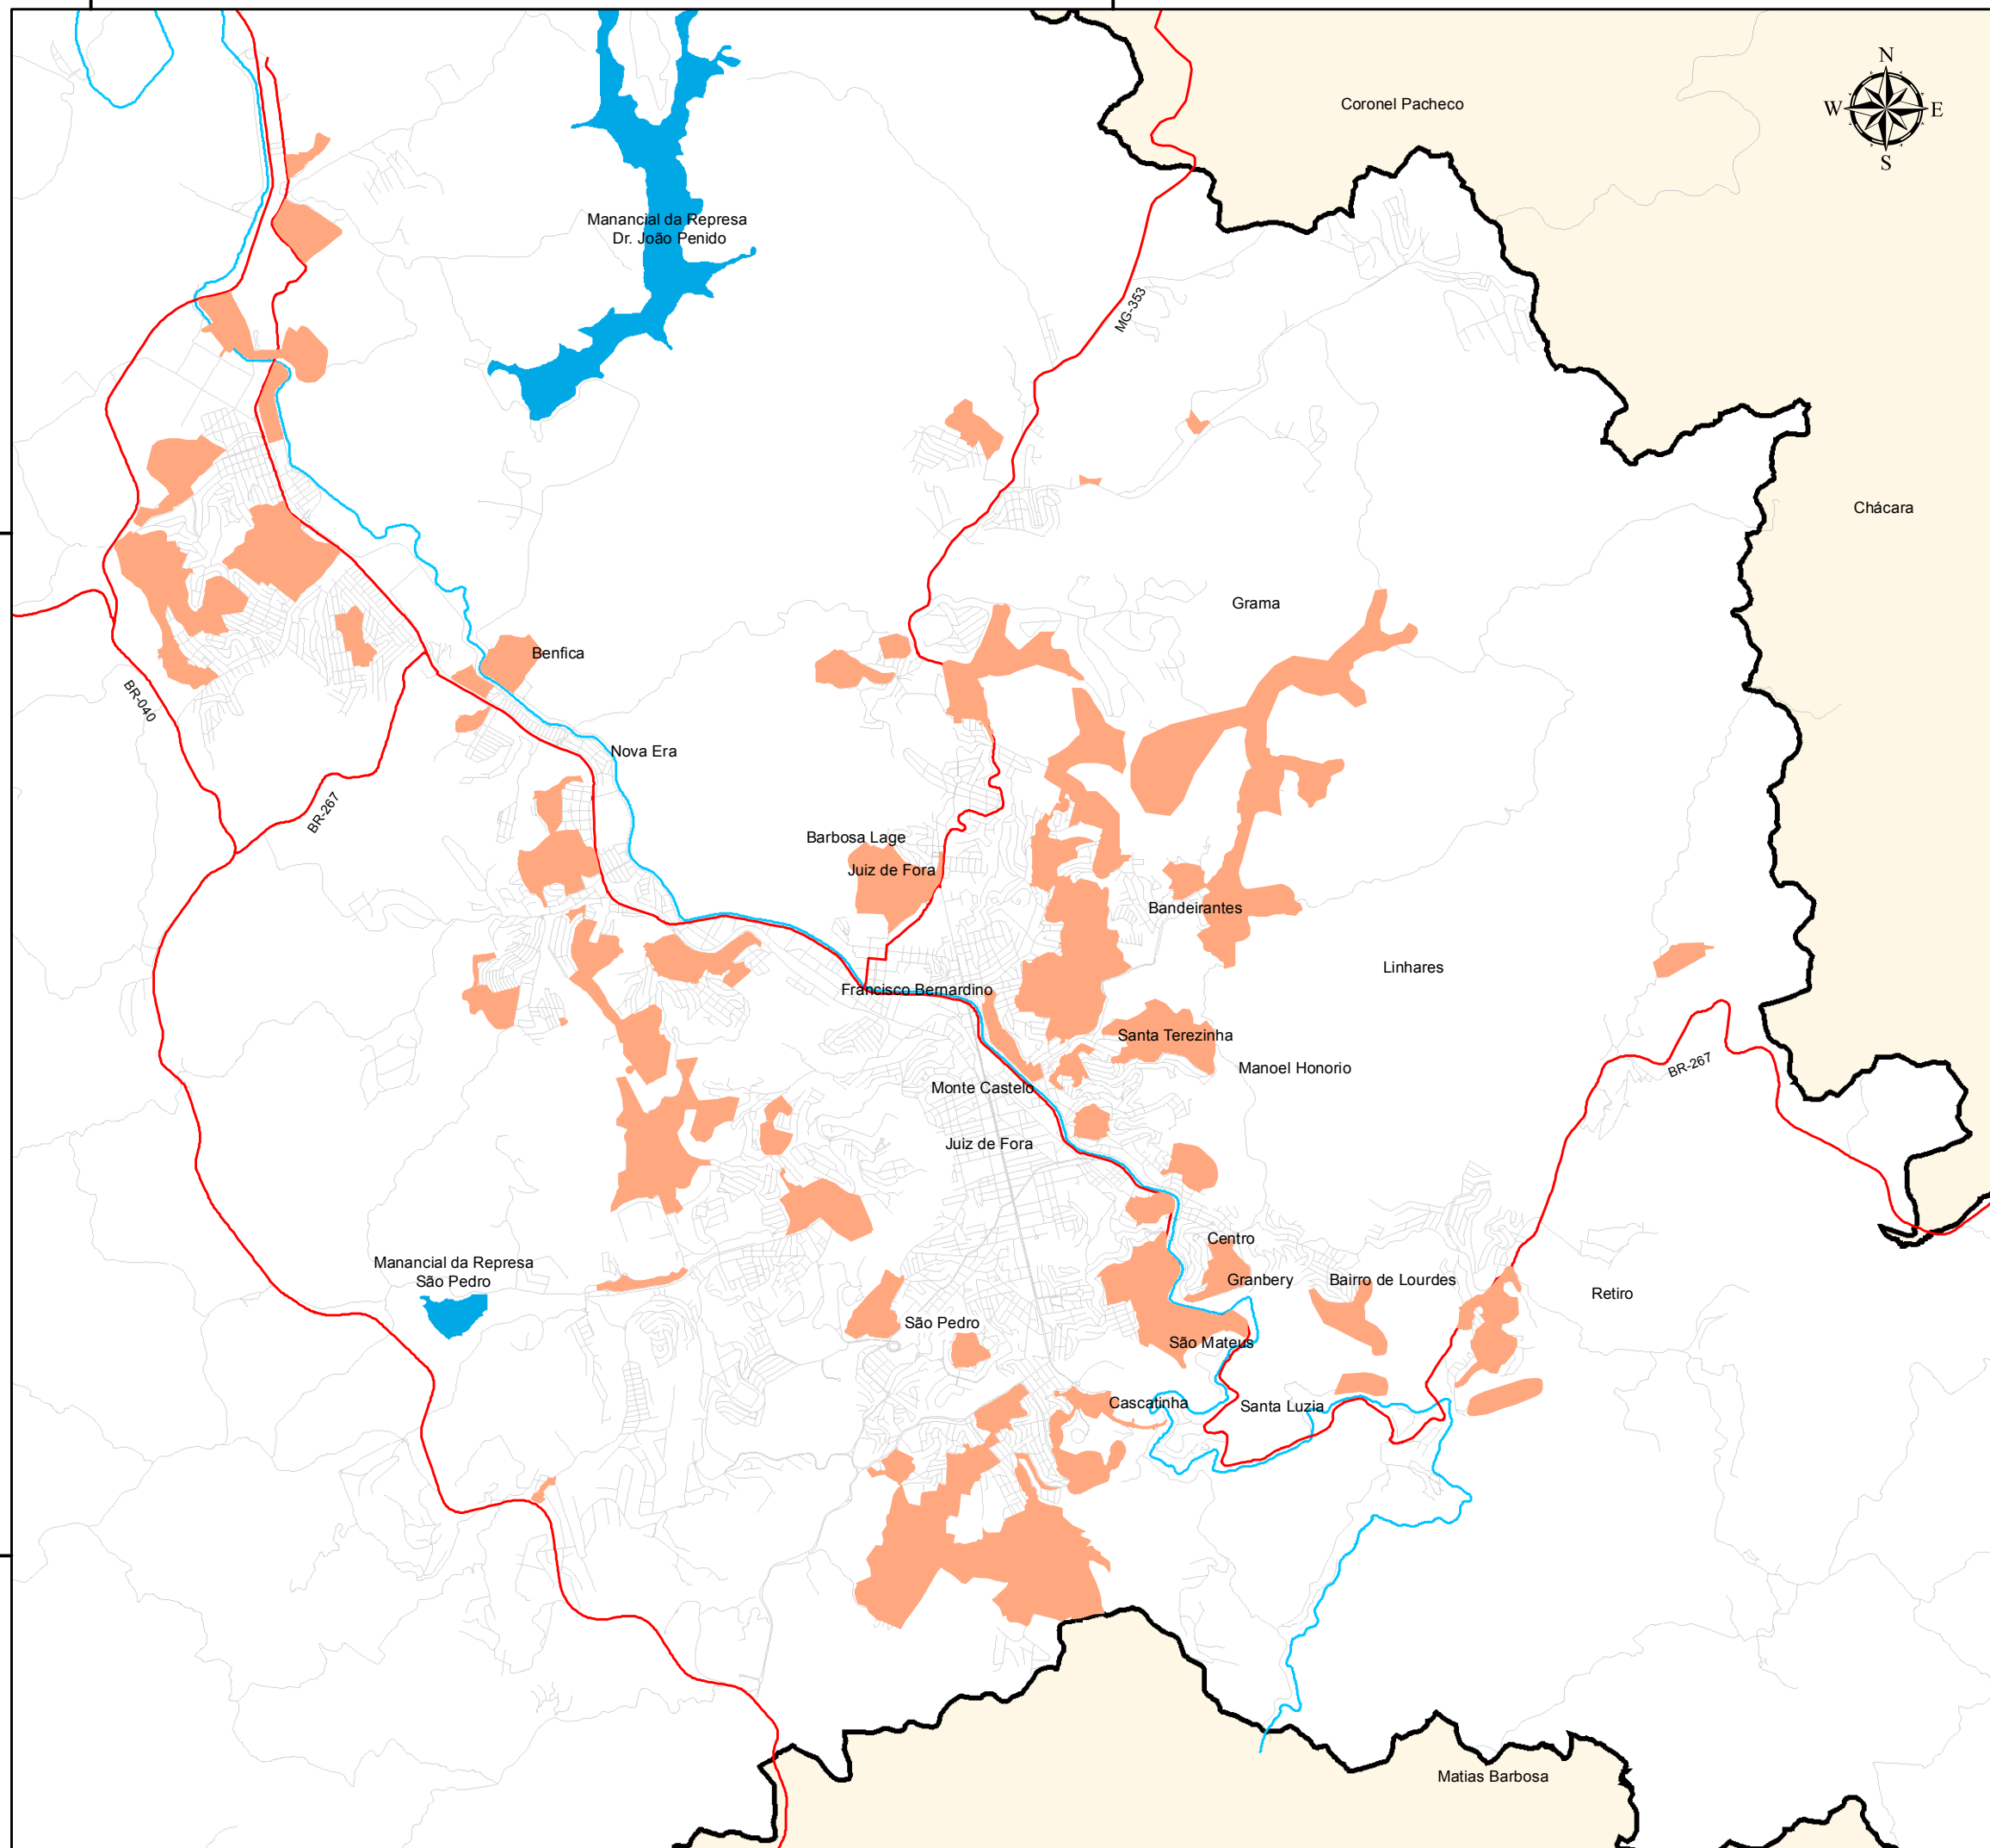 N
W
E
S
Coronel Pacheco
Manancial da Represa
Dr. João Penido
MG-353
Chácara
Grama
Benfica
BR-040
Nova Era
BR-267
Barbosa Lage
Juiz de Fora
Bandeirantes
Linhares
Francisco Bernardino
Santa Terezinha
Manoel Honorio
BR-267
Monte Castelo
Juiz de Fora
Centro
Manancial da Represa
São Pedro
Granbery
Bairro de Lourdes
Retiro
São Pedro
São Mateus
Cascatinha
Santa Luzia
Matias Barbosa